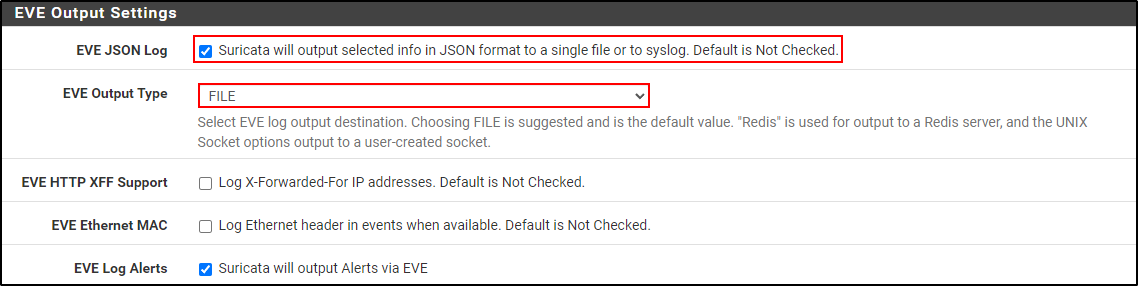 EVE Output Settings
EVE JSON Log
Suricata will output selected info in JSON format to a single file or to syslog. Default is Not Checked.
EVE Output Type
FILE
Select EVE log output destination. Choosing FILE is suggested and is the default value. "Redis" is used for output to a Redis server, and the UNIX
Socket options output to a user-created socket.
EVE HTTP XFF Support
Log X-Forwarded-For IP addresses. Default is Not Checked.
EVE Ethernet MAC
Log Ethernet header in events when available. Default is Not Checked.
EVE Log Alerts
Suricata will output Alerts via EVE